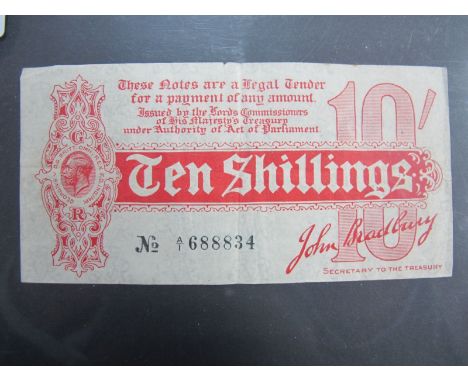 These Notes are a Legal Tender
for a payment of any amount.
Issued by the Lords Commissioners
of His Majesty's Treasury
under Authority of Act of Parliament.
10/
G
R
Ten Shillings
10
No A/1 688834
John Bradbury
SECRETARY TO THE TREASURY